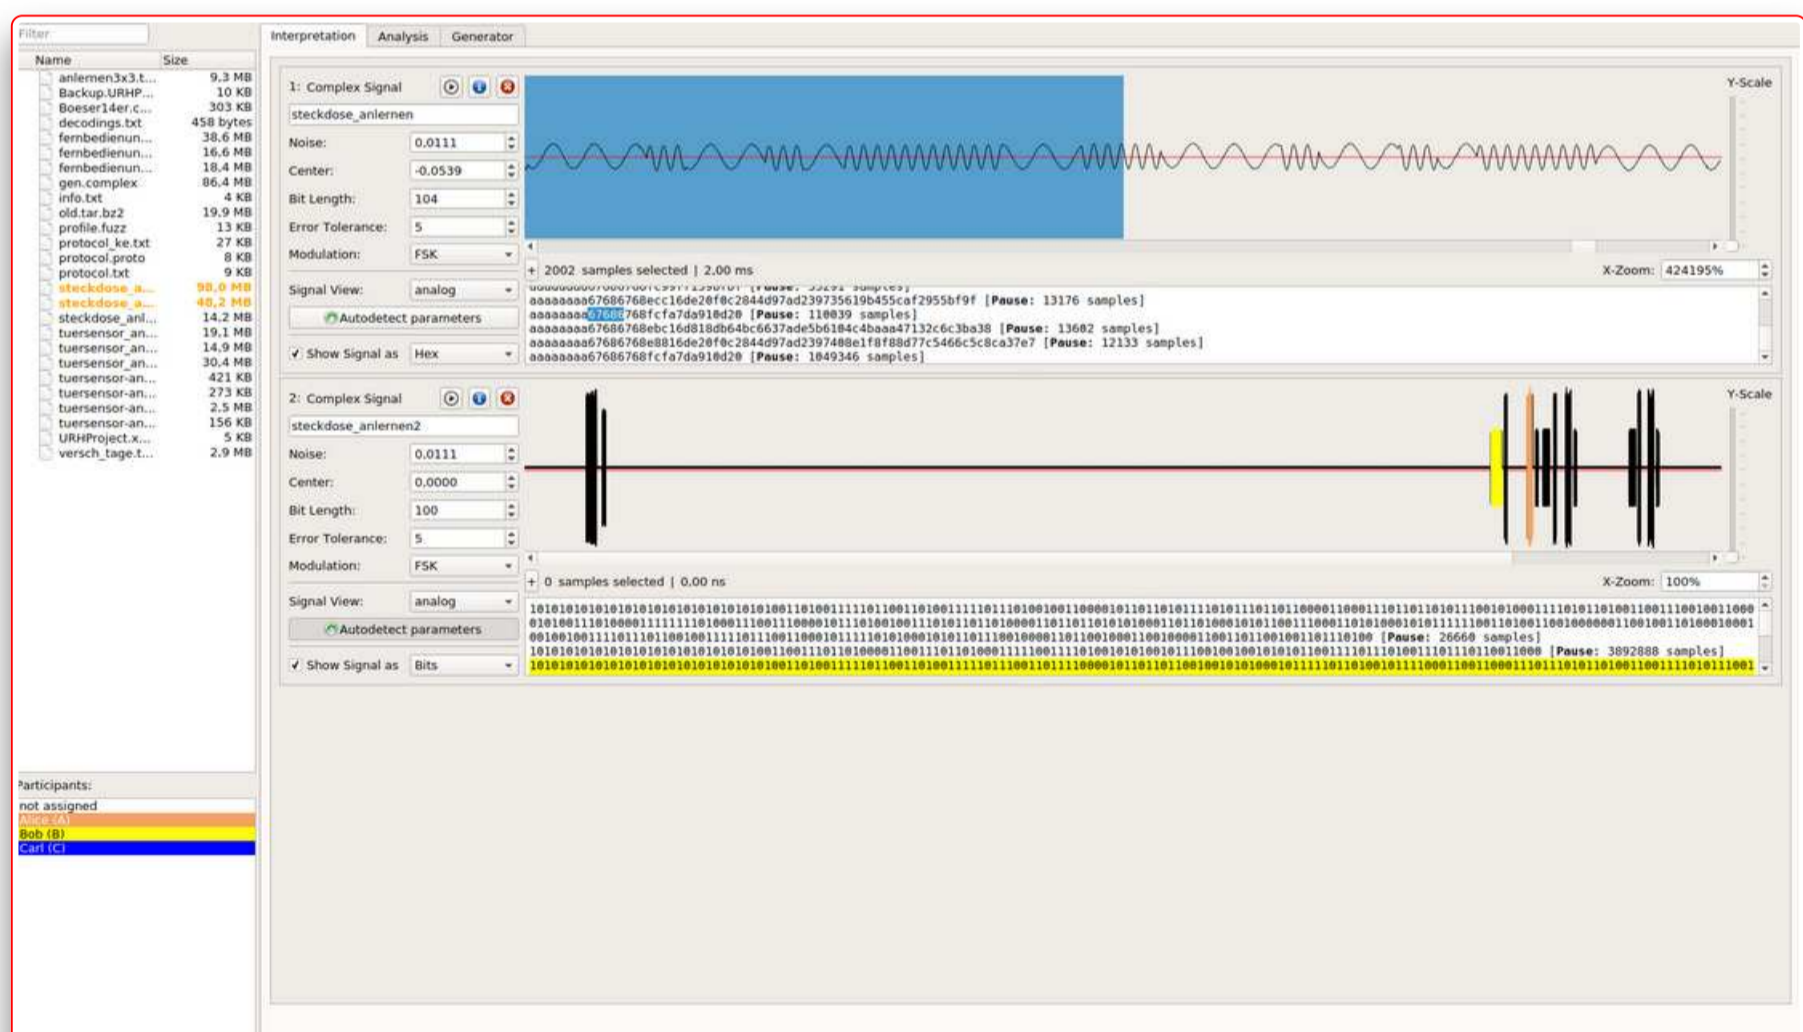 Filter
Interpretation Analysis Generator
Name Size
anlernen3x3.t... 9,3 MB
Backup.URHP... 10 KB
Boeser14er.c... 303 KB
decodings.txt 458 bytes
fernbedienun... 38,6 MB
fernbedienun... 16,6 MB
fernbedienun... 18,4 MB
gen.complex 86,4 MB
info.txt 4 KB
old.tar.bz2 19,9 MB
profile.fuzz 13 KB
protocol_ke.txt 27 KB
protocol.proto 8 KB
protocol.txt 9 KB
steckdose_a... 98,0 MB
steckdose_a... 48,2 MB
steckdose_anl... 14,2 MB
tuersensor_an... 19,1 MB
tuersensor_an... 14,9 MB
tuersensor_an... 30,4 MB
tuersensor-an... 421 KB
tuersensor-an... 273 KB
tuersensor-an... 2,5 MB
tuersensor-an... 156 KB
URHProject.x... 5 KB
versch_tage.t... 2,9 MB
Participants:
not assigned
Alice (A)
Bob (B)
Carl (C)
1: Complex Signal
steckdose_anlernen
Noise: 0,0111
Center: -0,0539
Bit Length: 104
Error Tolerance: 5
Modulation: FSK
Signal View: analog
Autodetect parameters
Show Signal as Hex
Y-Scale
+ 2002 samples selected | 2,00 ms
X-Zoom: 424195%
aaaaaaaa67686768ecc16de20f0c2844d97ad239735619b455caf2955bf9f [Pause: 13176 samples]
aaaaaaaa67686768fcfa7da910d20 [Pause: 110039 samples]
aaaaaaaa67686768ebc16d818db64bc6637ade5b6104c4baaa47132c6c3ba38 [Pause: 13602 samples]
aaaaaaaa67686768e8816de20f0c2844d97ad2397408e1f8f88d77c5466c5c8ca37e7 [Pause: 12133 samples]
aaaaaaaa67686768fcfa7da910d20 [Pause: 1049346 samples]
2: Complex Signal
steckdose_anlernen2
Noise: 0,0111
Center: 0,0000
Bit Length: 100
Error Tolerance: 5
Modulation: FSK
Signal View: analog
Autodetect parameters
Show Signal as Bits
Y-Scale
+ 0 samples selected | 0,00 ns
X-Zoom: 100%
[Pause: 26660 samples]
[Pause: 3892888 samples]